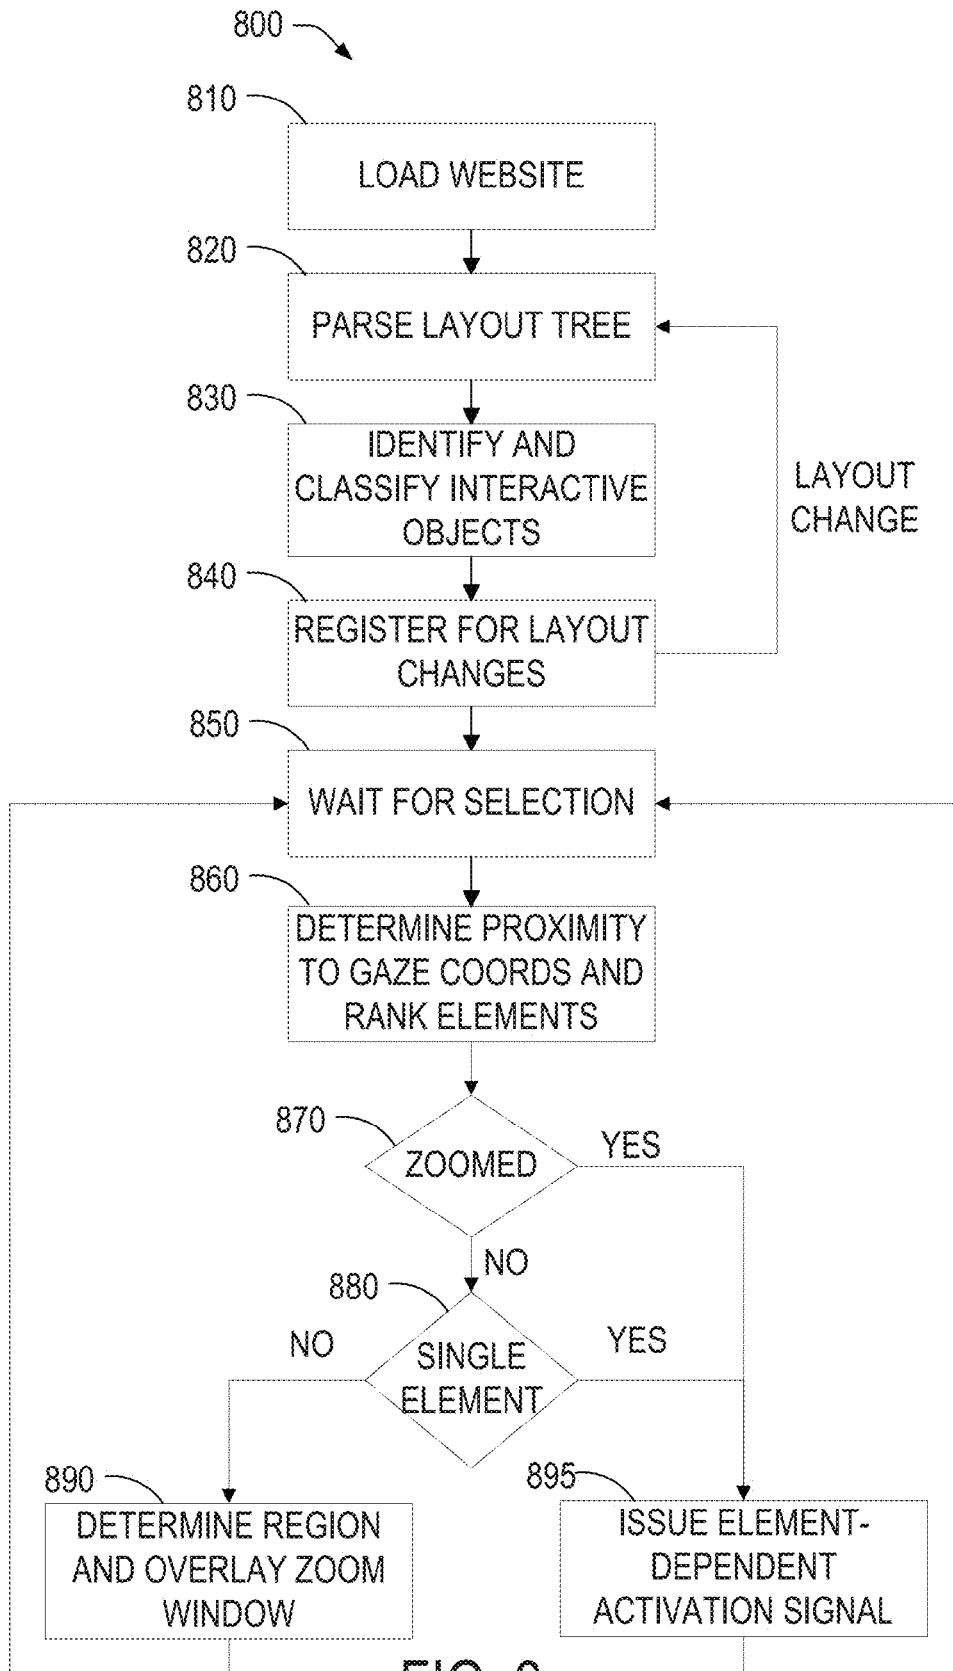 800
810
LOAD WEBSITE
820
PARSE LAYOUT TREE
830
IDENTIFY AND
CLASSIFY INTERACTIVE
OBJECTS
LAYOUT
CHANGE
840
REGISTER FOR LAYOUT
CHANGES
850
WAIT FOR SELECTION
860
DETERMINE PROXIMITY
TO GAZE COORDS AND
RANK ELEMENTS
870
ZOOMED
YES
NO
880
NO
YES
SINGLE
ELEMENT
890
DETERMINE REGION
AND OVERLAY ZOOM
WINDOW
895
ISSUE ELEMENT-
DEPENDENT
ACTIVATION SIGNAL
FIG.